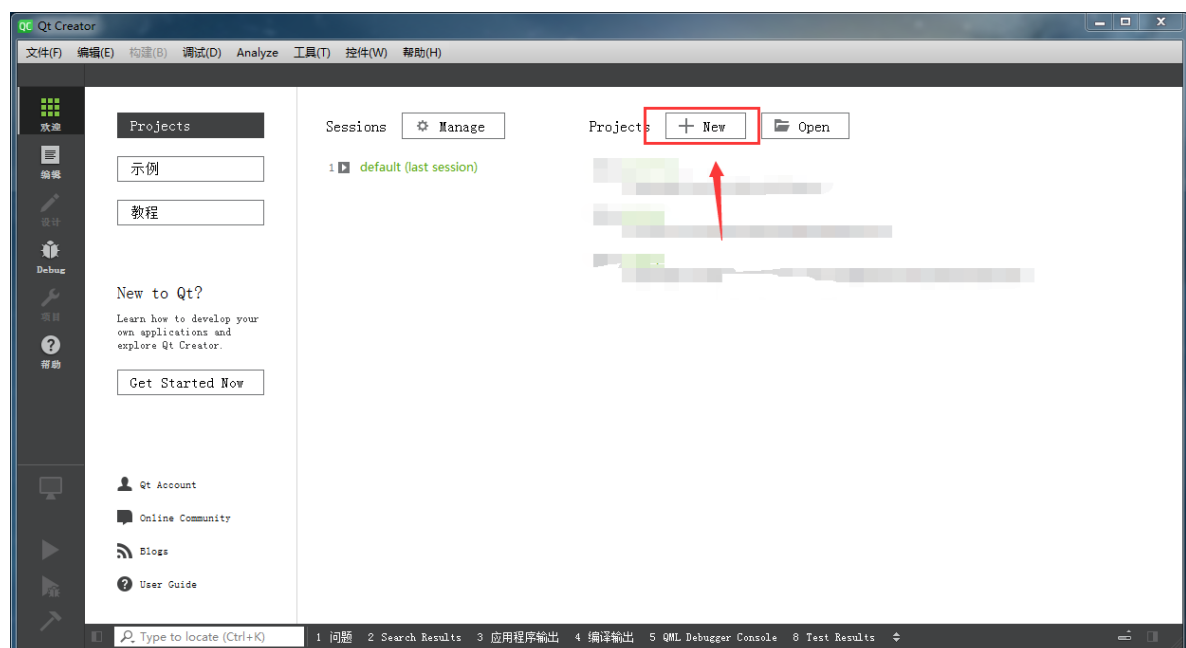 QC Qt Creator
文件(F) 编辑(E) 构建(B) 调试(D) Analyze 工具(T) 控件(W) 帮助(H)
欢迎
编辑
设计
Debug
项目
帮助
Projects
示例
教程
New to Qt?
Learn how to develop your
own applications and
explore Qt Creator.
Get Started Now
Qt Account
Online Community
Blogs
User Guide
Sessions Manage
1 default (last session)
Projects New Open
Type to locate (Ctrl+K) 1 问题 2 Search Results 3 应用程序输出 4 编译输出 5 QML Debugger Console 8 Test Results